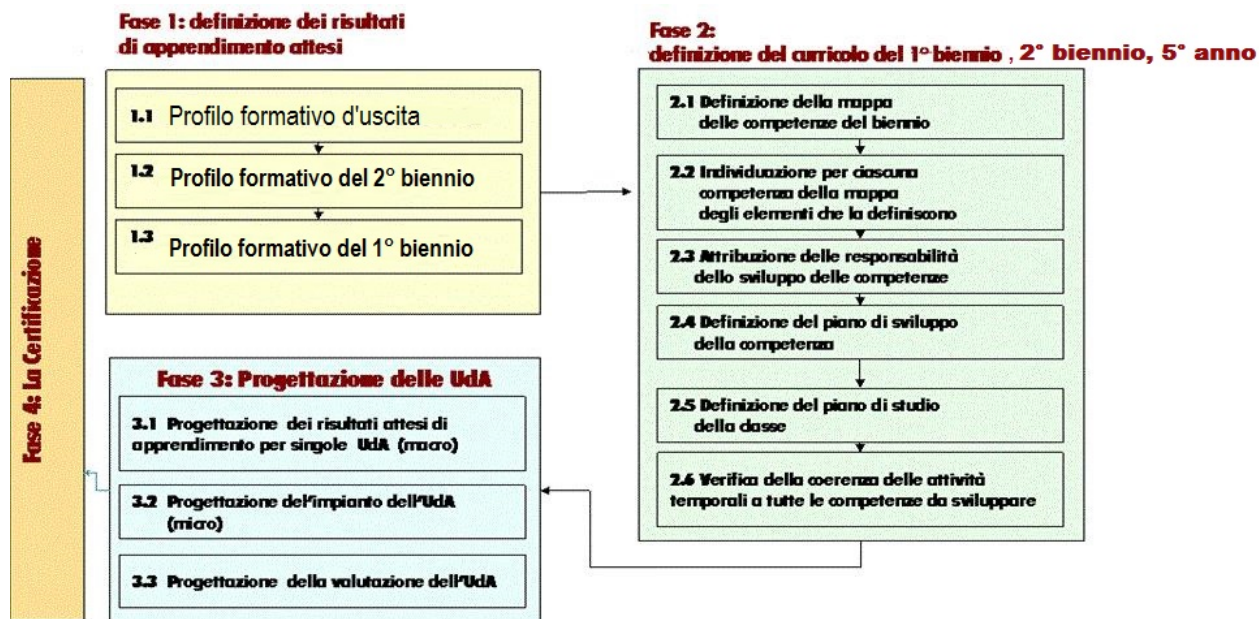 Fase 1: definizione dei risultati
di apprendimento attesi
1.1 Profilo formativo d'uscita
1.2 Profilo formativo del 2° biennio
1.3 Profilo formativo del 1° biennio
Fase 2:
definizione del curricolo del 1° biennio , 2° biennio, 5° anno
2.1 Definizione della mappa
delle competenze del biennio
2.2 Individuazione per ciascuna
competenza della mappa
degli elementi che la definiscono
2.3 Attribuzione delle responsabilità
dello sviluppo delle competenze
2.4 Definizione del piano di sviluppo
della competenza
2.5 Definizione del piano di studio
della classe
2.6 Verifica della coerenza delle attività
temporali a tutte le competenze da sviluppare
Fase 3: Progettazione delle UdA
3.1 Progettazione dei risultati attesi di
apprendimento per singole UdA (macro)
3.2 Progettazione del'impianto dell'UdA
(micro)
3.3 Progettazione della valutazione dell'UdA
Fase 4: La Certificazione